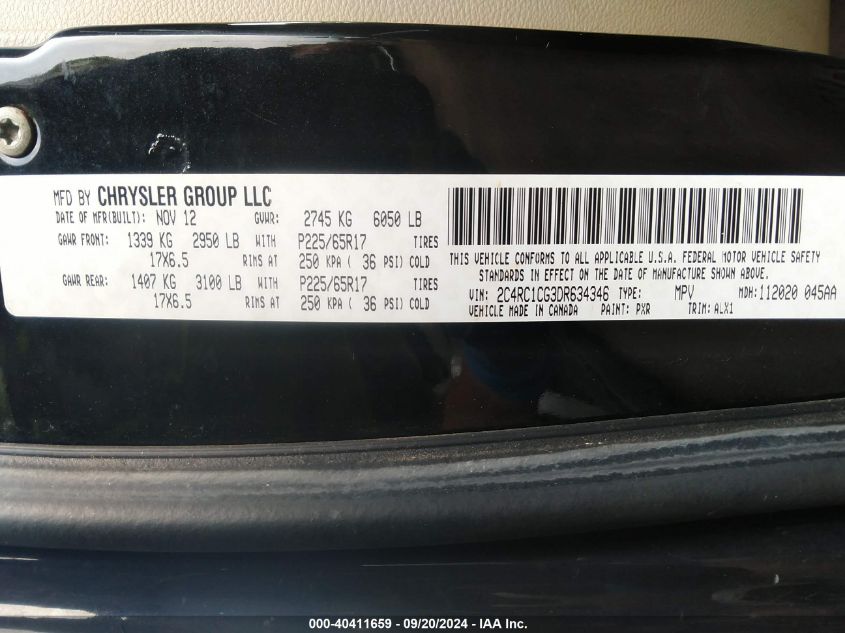 MFD BY CHRYSLER GROUP LLC
DATE OF MFR(BUILT): NOV 12 GVWR: 2745 KG 6050 LB
GAWR FRONT: 1339 KG 2950 LB WITH P225/65R17 TIRES
17X6.5 RIMS AT 250 KPA ( 36 PSI) COLD
GAWR REAR: 1407 KG 3100 LB WITH P225/65R17 TIRES
17X6.5 RIMS AT 250 KPA ( 36 PSI) COLD
THIS VEHICLE CONFORMS TO ALL APPLICABLE U.S.A. FEDERAL MOTOR VEHICLE SAFETY
STANDARDS IN EFFECT ON THE DATE OF MANUFACTURE SHOWN ABOVE.
VIN: 2C4RC1CG3DR634346 TYPE: MPV MDH: 112020 045AA
VEHICLE MADE IN CANADA PAINT: PXR TRIM: ALX1
000-40411659 - 09/20/2024 - IAA Inc.